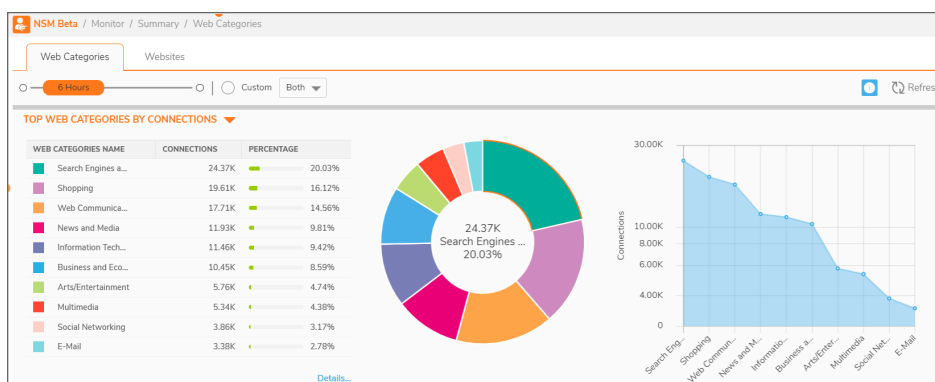 NSM Beta / Monitor / Summary / Web Categories
Web Categories Websites
6 Hours Custom Both Refres
TOP WEB CATEGORIES BY CONNECTIONS
WEB CATEGORIES NAME CONNECTIONS PERCENTAGE
Search Engines a... 24.37K 20.03%
Shopping 19.61K 16.12%
Web Communica... 17.71K 14.56%
News and Media 11.93K 9.81%
Information Tech... 11.46K 9.42%
Business and Eco... 10.45K 8.59%
Arts/Entertainment 5.76K 4.74%
Multimedia 5.34K 4.38%
Social Networking 3.86K 3.17%
E-Mail 3.38K 2.78%
Details...
24.37K
Search Engines ...
20.03%
Connections
30.00K
10.00K
8.00K
6.00K
4.00K
0
Search Eng...
Shopping
Web Commun...
News and M...
Informatio...
Business a...
Arts/Enter...
Multimedia
Social Net...
E-Mail